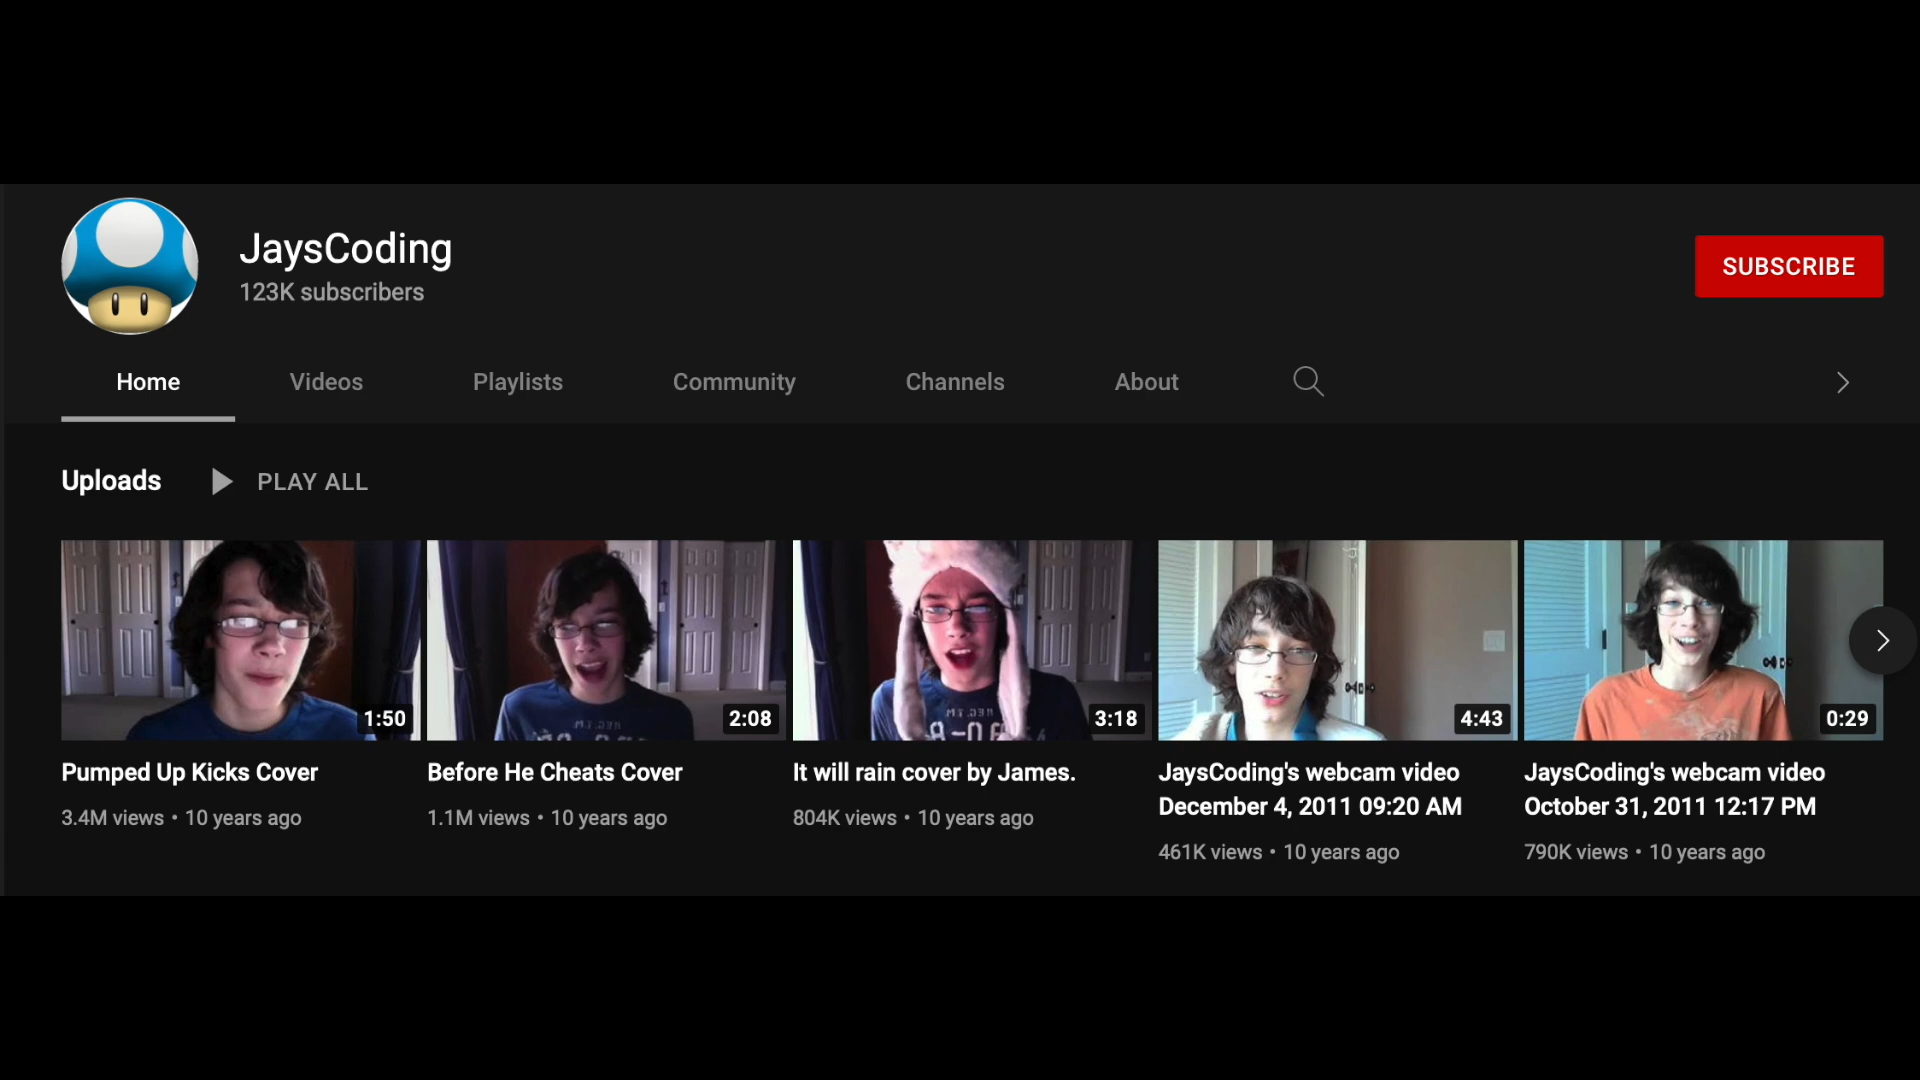 JaysCoding
123K subscribers
SUBSCRIBE
Home
Videos
Playlists
Community
Channels
About
Uploads
PLAY ALL
1:50
2:08
3:18
4:43
0:29
Pumped Up Kicks Cover
3.4M views • 10 years ago
Before He Cheats Cover
1.1M views • 10 years ago
It will rain cover by James.
804K views • 10 years ago
JaysCoding's webcam video
December 4, 2011 09:20 AM
461K views • 10 years ago
JaysCoding's webcam video
October 31, 2011 12:17 PM
790K views • 10 years ago